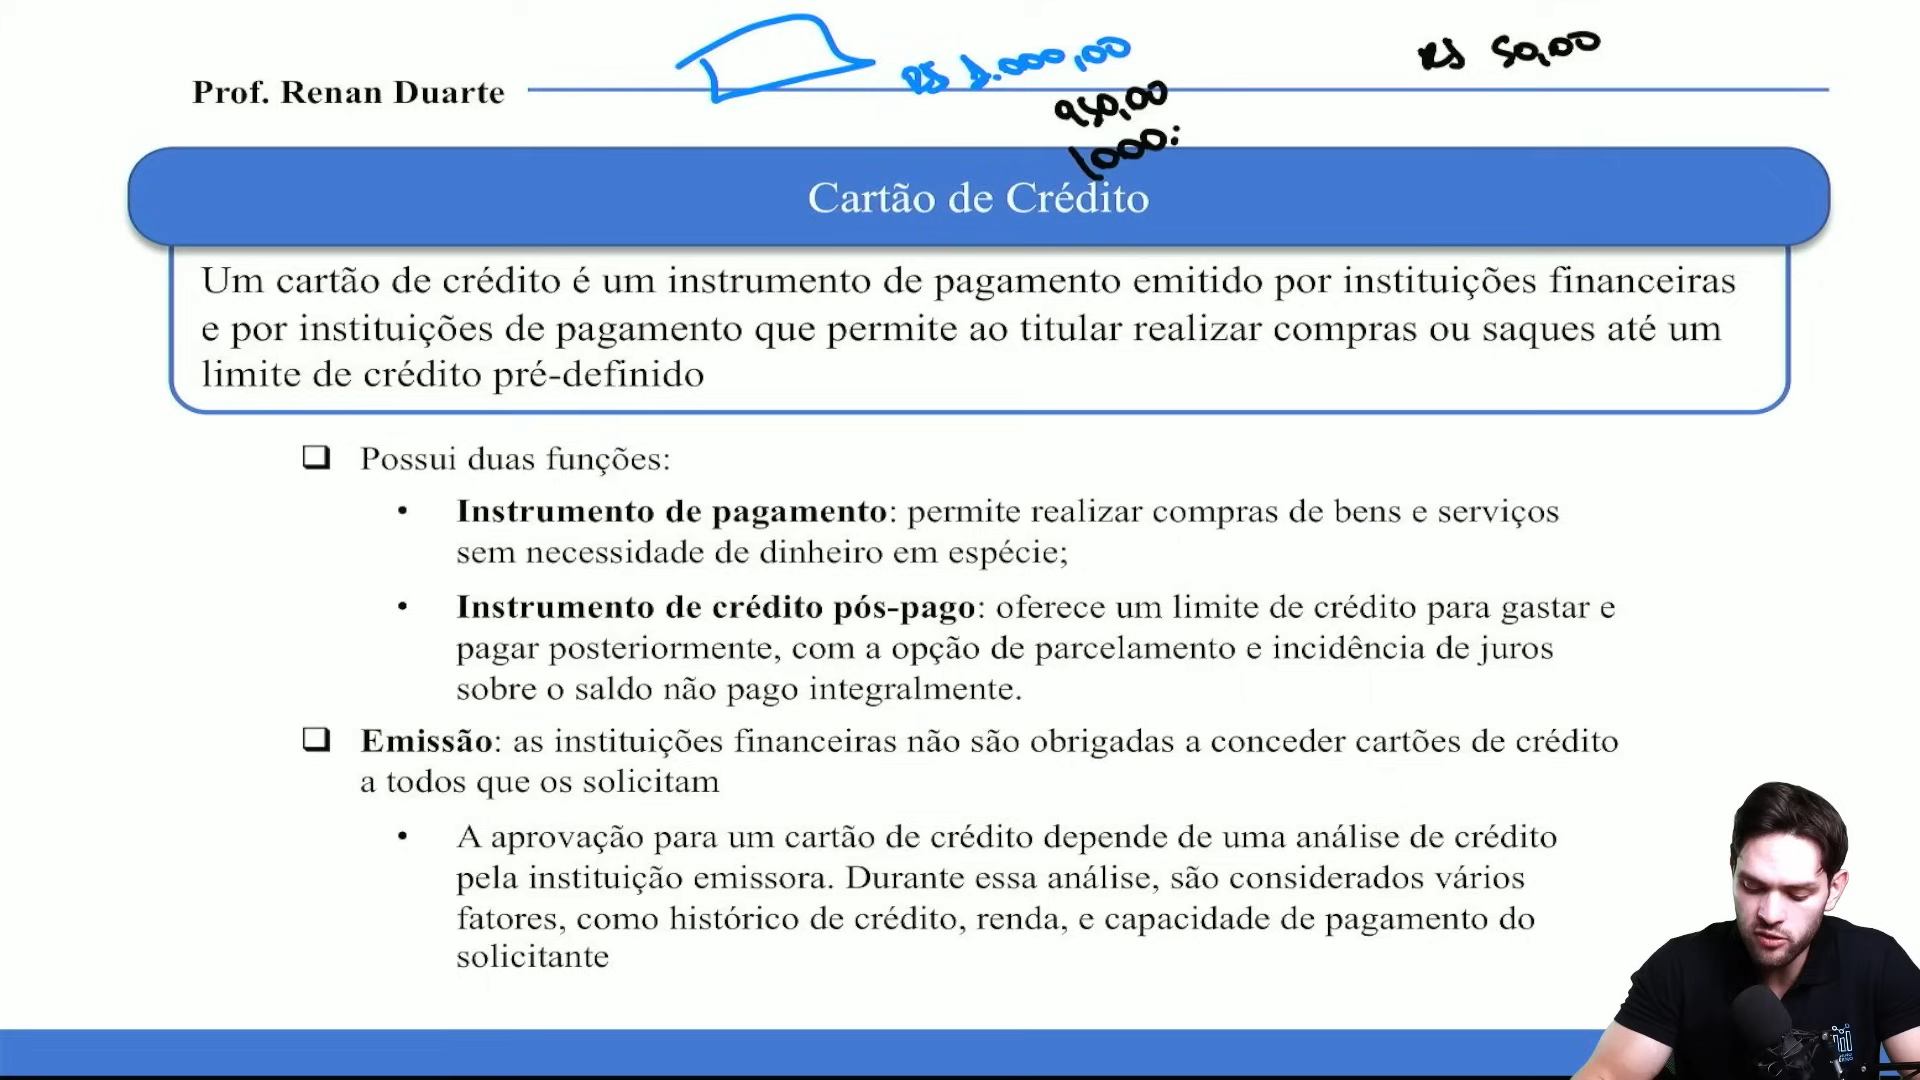 R$ 1.000,00
R$ 50,00
Prof. Renan Duarte
950,00
1000:
Cartão de Crédito
Um cartão de crédito é um instrumento de pagamento emitido por instituições financeiras
e por instituições de pagamento que permite ao titular realizar compras ou saques até um
limite de crédito pré-definido
❑ Possui duas funções:
• Instrumento de pagamento: permite realizar compras de bens e serviços
sem necessidade de dinheiro em espécie;
• Instrumento de crédito pós-pago: oferece um limite de crédito para gastar e
pagar posteriormente, com a opção de parcelamento e incidência de juros
sobre o saldo não pago integralmente.
❑ Emissão: as instituições financeiras não são obrigadas a conceder cartões de crédito
a todos que os solicitam
• A aprovação para um cartão de crédito depende de uma análise de crédito
pela instituição emissora. Durante essa análise, são considerados vários
fatores, como histórico de crédito, renda, e capacidade de pagamento do
solicitante